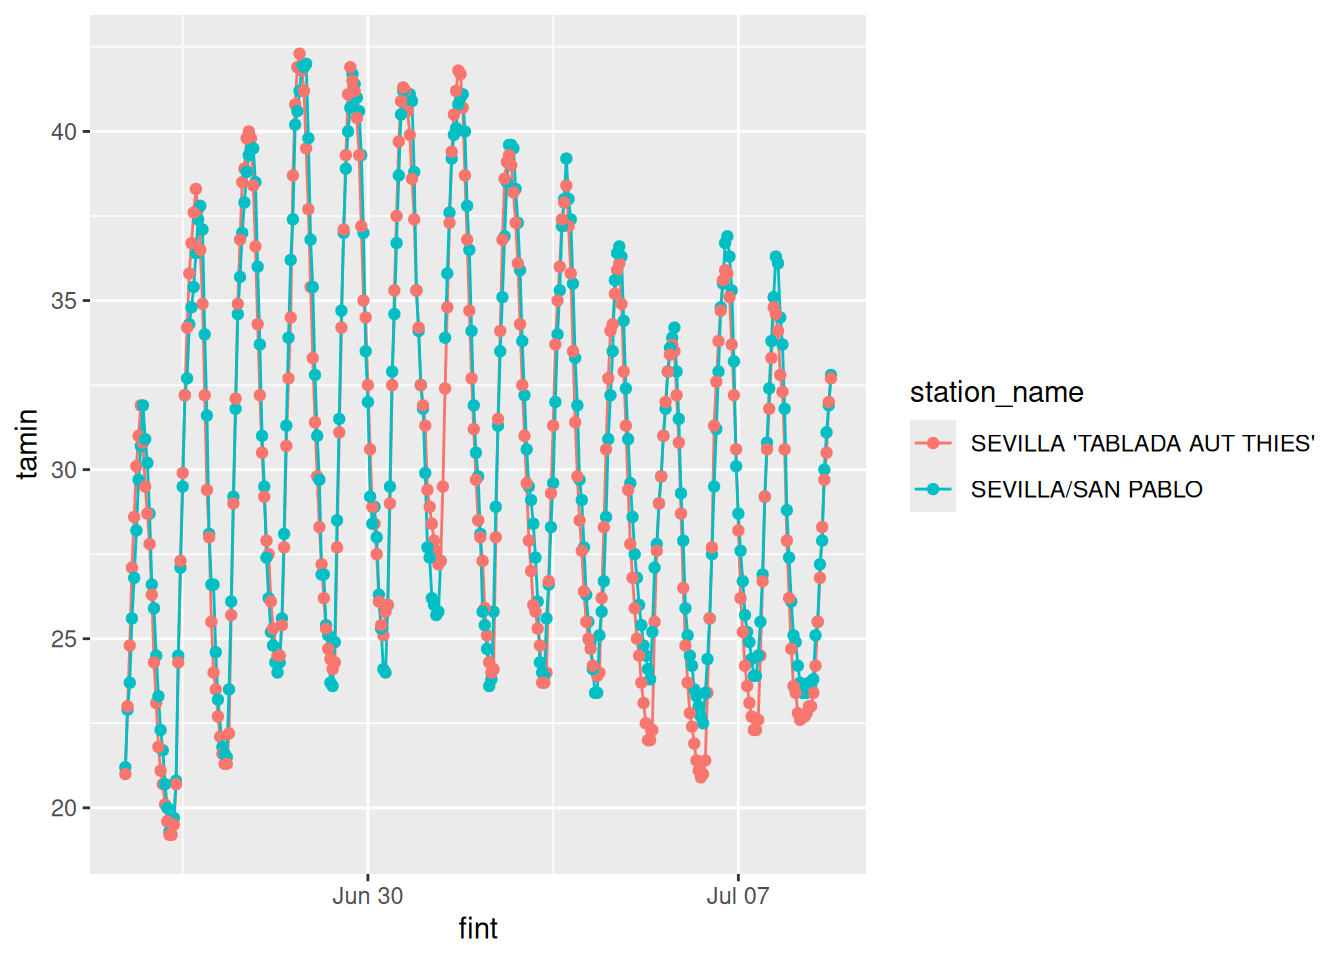 40
35
30
25
20
tamin
Jun 30
Jul 07
fint
station_name
SEVILLA 'TABLADA AUT THIES'
SEVILLA/SAN PABLO